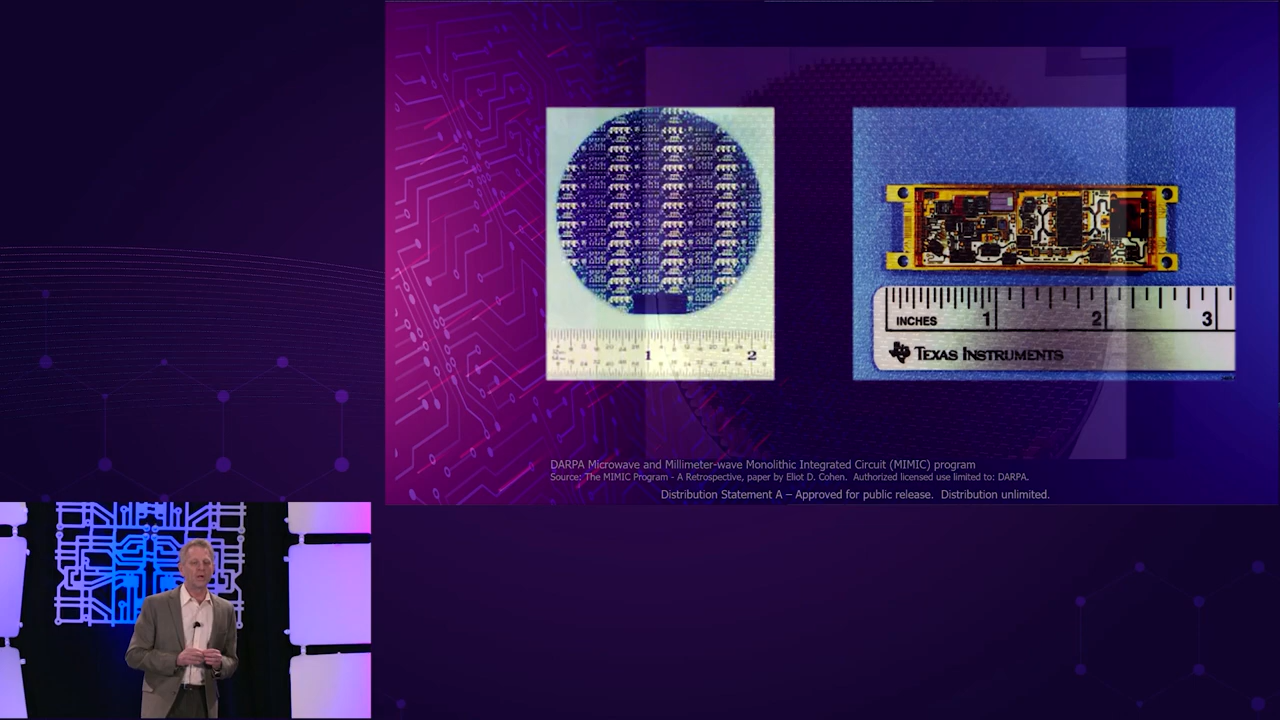 1 2
INCHES 1 2 3
TEXAS INSTRUMENTS
DARPA Microwave and Millimeter-wave Monolithic Integrated Circuit (MIMIC) program
Source: The MIMIC Program - A Retrospective, paper by Eliot D. Cohen. Authorized licensed use limited to: DARPA.
Distribution Statement A – Approved for public release. Distribution unlimited.